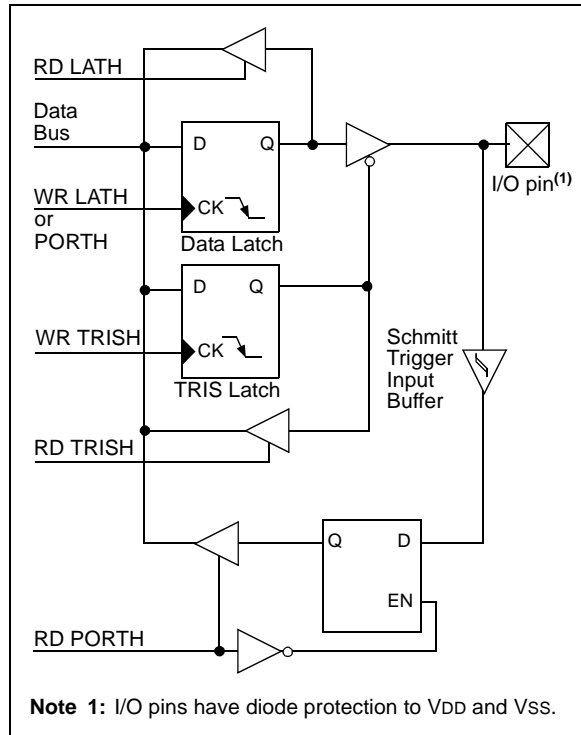 RD LATH
Data
Bus
D
Q
I/O pin(1)
WR LATH
or
PORTH
CK
Data Latch
D
Q
WR TRISH
CK
TRIS Latch
Schmitt
Trigger
Input
Buffer
RD TRISH
Q
D
EN
RD PORTH
Note 1: I/O pins have diode protection to VDD and VSS.